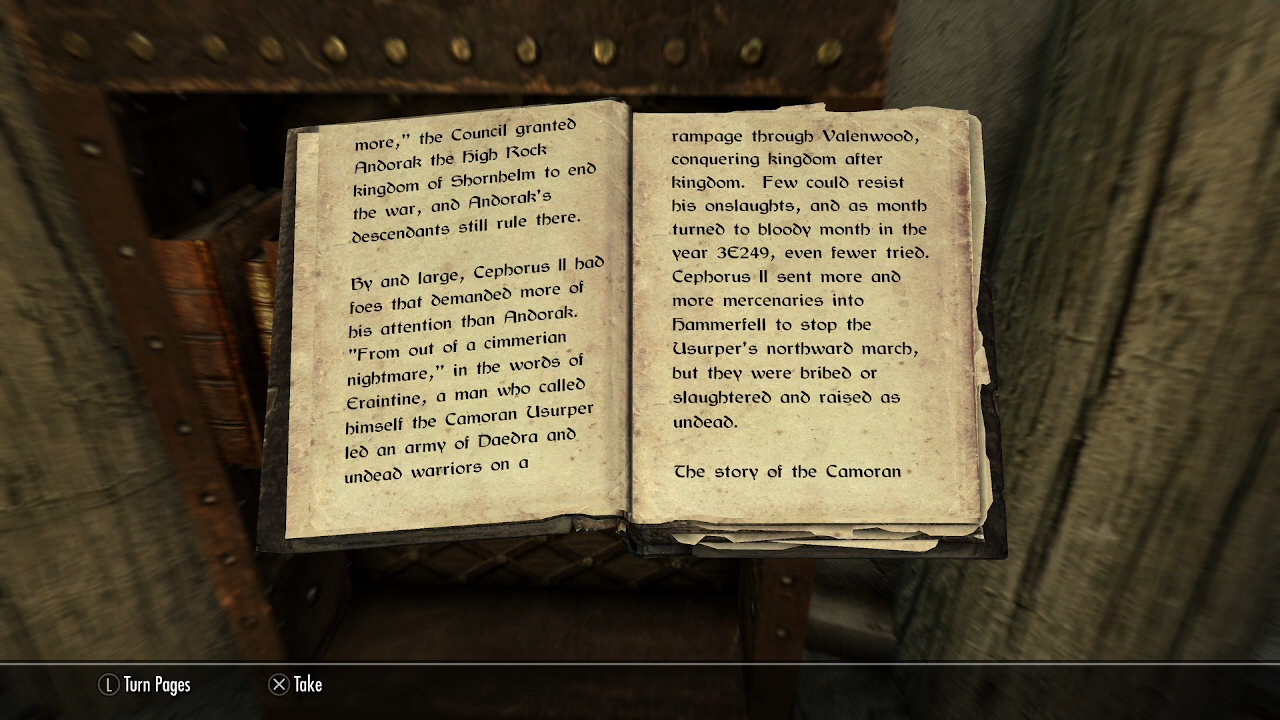 more,” the Council granted
Andorak the High Rock
kingdom of Shornhelm to end
the war, and Andorak's
descendants still rule there.
By and large, Cephorus II had
foes that demanded more of
his attention than Andorak.
"From out of a cimmerian
nightmare,” in the words of
Eraintine, a man who called
himself the Camoran Usurper
led an army of Daedra and
undead warriors on a
rampage through Valenwood,
conquering kingdom after
kingdom.  Few could resist
his onslaughts, and as month
turned to bloody month in the
year 3E249, even fewer tried.
Cephorus II sent more and
more mercenaries into
Hammerfell to stop the
Usurper's northward march,
but they were bribed or
slaughtered and raised as
undead.
The story of the Camoran
L Turn Pages
X Take